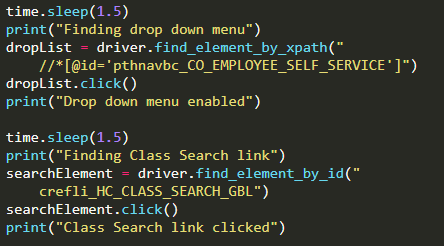 time.sleep(1.5)
print("Finding drop down menu")
dropList = driver.find_element_by_xpath("
//*[@id='pthnavbc_CO_EMPLOYEE_SELF_SERVICE']")
dropList.click()
print("Drop down menu enabled")
time.sleep(1.5)
print("Finding Class Search link")
searchElement = driver.find_element_by_id("
crefli_HC_CLASS_SEARCH_GBL")
searchElement.click()
print("Class Search link clicked")